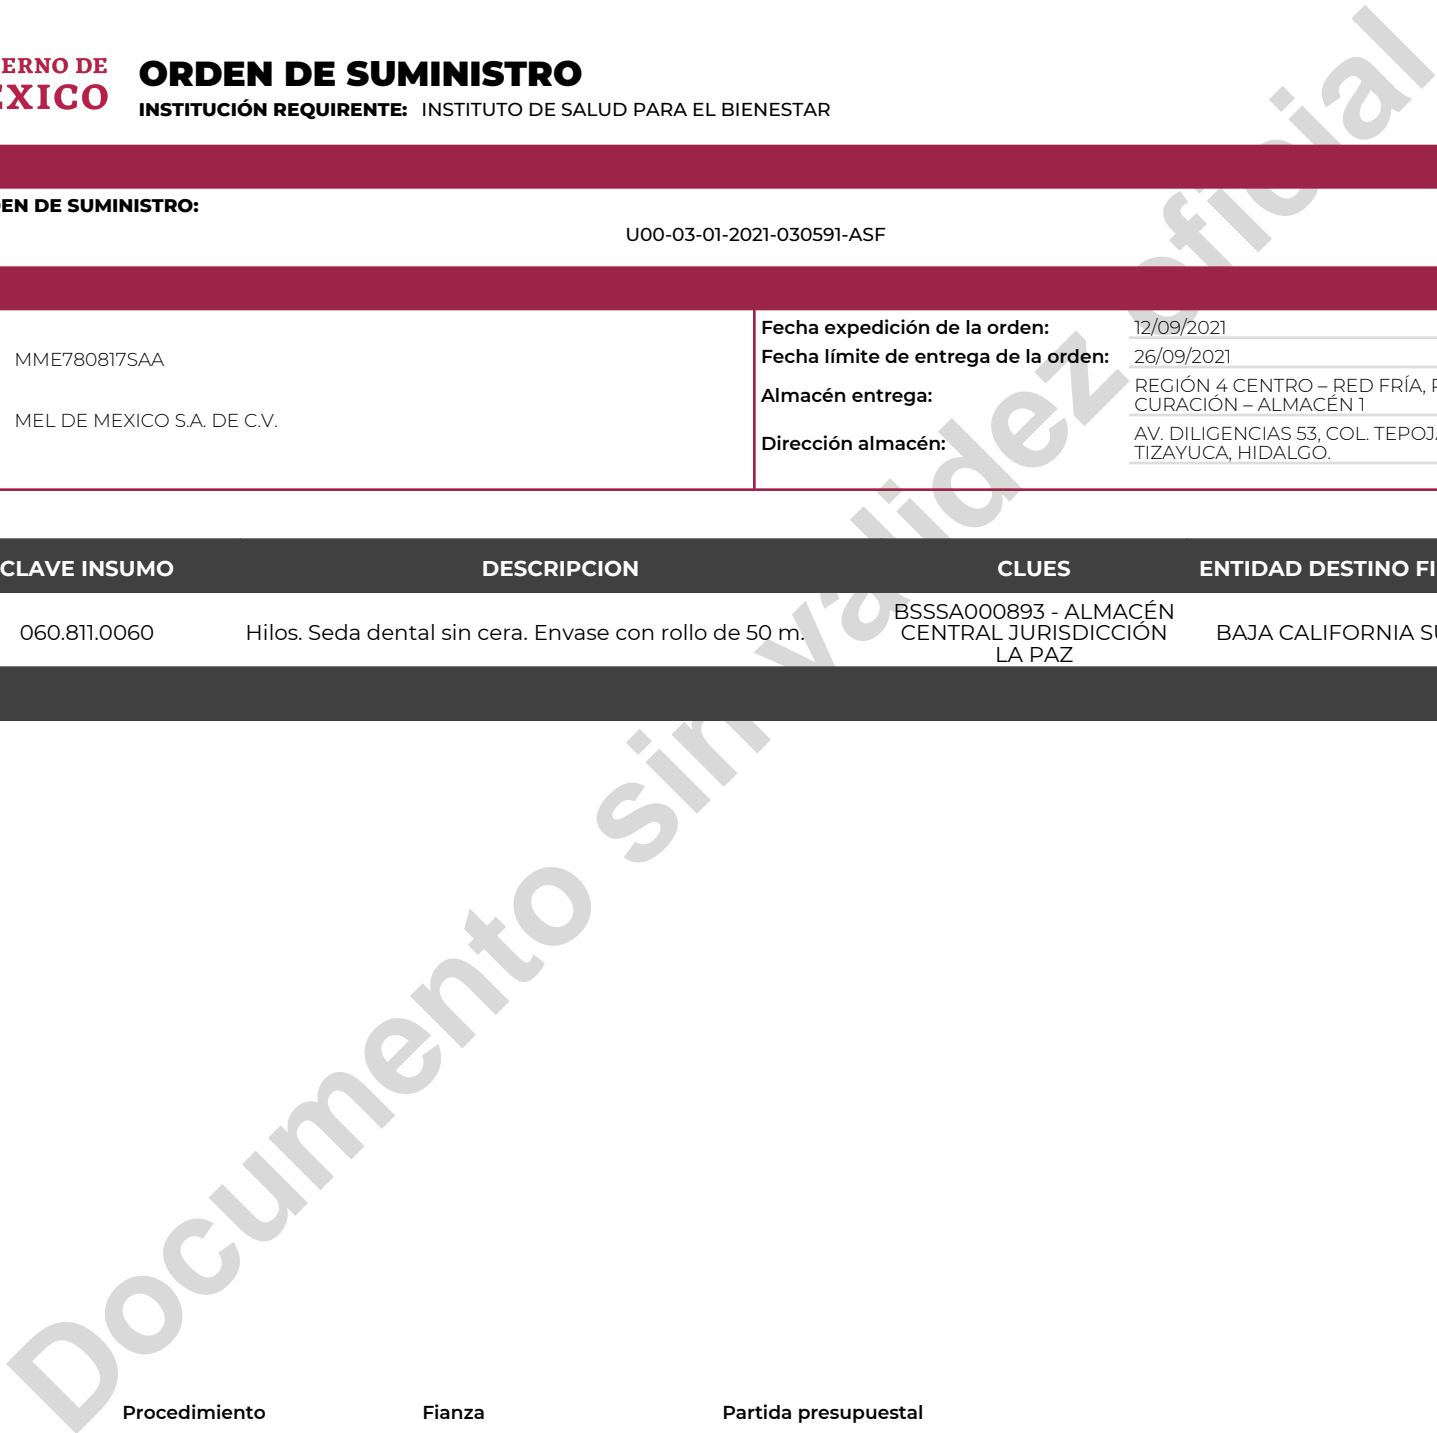 ERNO DE
EXICO
ORDEN DE SUMINISTRO
INSTITUCIÓN REQUIRENTE: INSTITUTO DE SALUD PARA EL BIENESTAR
EN DE SUMINISTRO:
U00-03-01-2021-030591-ASF
MME780817SAA
MEL DE MEXICO S.A. DE C.V.
Fecha expedición de la orden: 12/09/2021
Fecha límite de entrega de la orden: 26/09/2021
Almacén entrega: REGIÓN 4 CENTRO – RED FRÍA,
CURACIÓN – ALMACÉN 1
Dirección almacén: AV. DILIGENCIAS 53, COL. TEPOJ
TIZAYUCA, HIDALGO.
CLAVE INSUMO DESCRIPCION CLUES ENTIDAD DESTINO FI
060.811.0060 Hilos. Seda dental sin cera. Envase con rollo de 50 m. BSSSA000893 - ALMACÉN
CENTRAL JURISDICCIÓN
LA PAZ
BAJA CALIFORNIA S
Documento sin validez oficial
Procedimiento Fianza Partida presupuestal